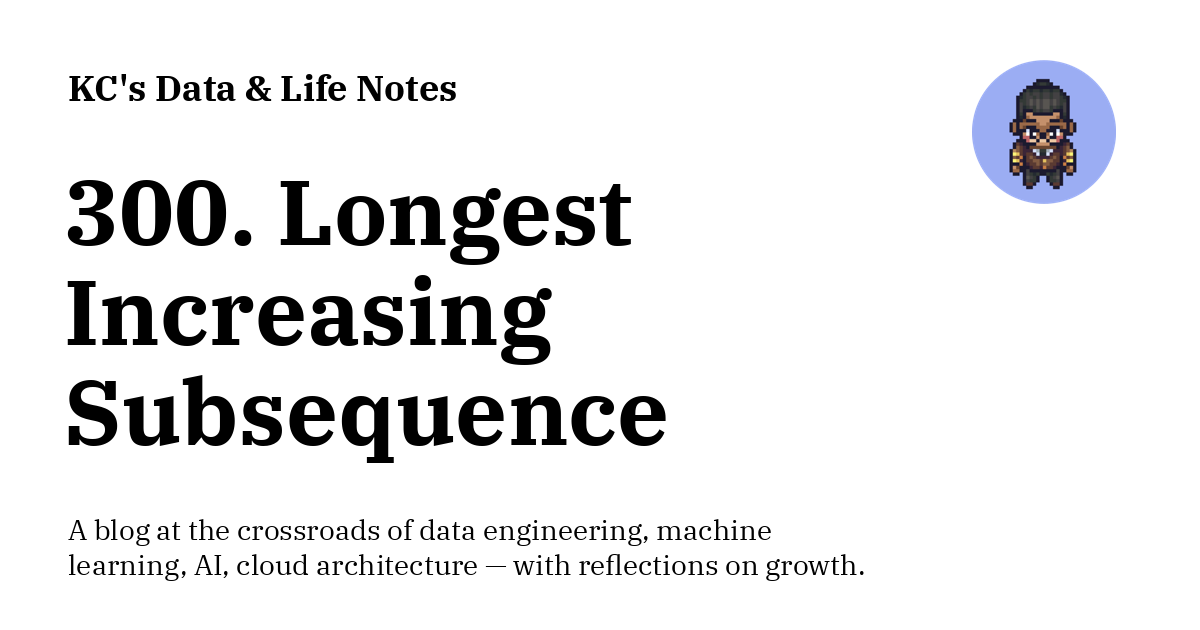 KC's Data & Life Notes
300. Longest
Increasing
Subsequence
A blog at the crossroads of data engineering, machine
learning, AI, cloud architecture — with reflections on growth.